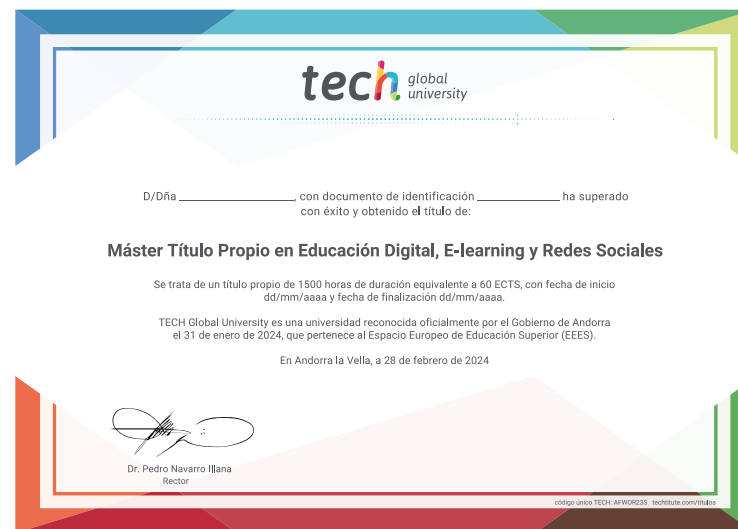 tech global university
D/Dña ____________, con documento de identificación ____________ ha superado
con éxito y obtenido el título de:
Máster Título Propio en Educación Digital, E-learning y Redes Sociales
Se trata de un título propio de 1500 horas de duración equivalente a 60 ECTS, con fecha de inicio
dd/mm/aaaa y fecha de finalización dd/mm/aaaa.
TECH Global University es una universidad reconocida oficialmente por el Gobierno de Andorra
el 31 de enero de 2024, que pertenece al Espacio Europeo de Educación Superior (EEES).
En Andorra la Vella, a 28 de febrero de 2024
Dr. Pedro Navarro Illana
Rector
código único TECH: AFWOR23S techtitute.com/titulos